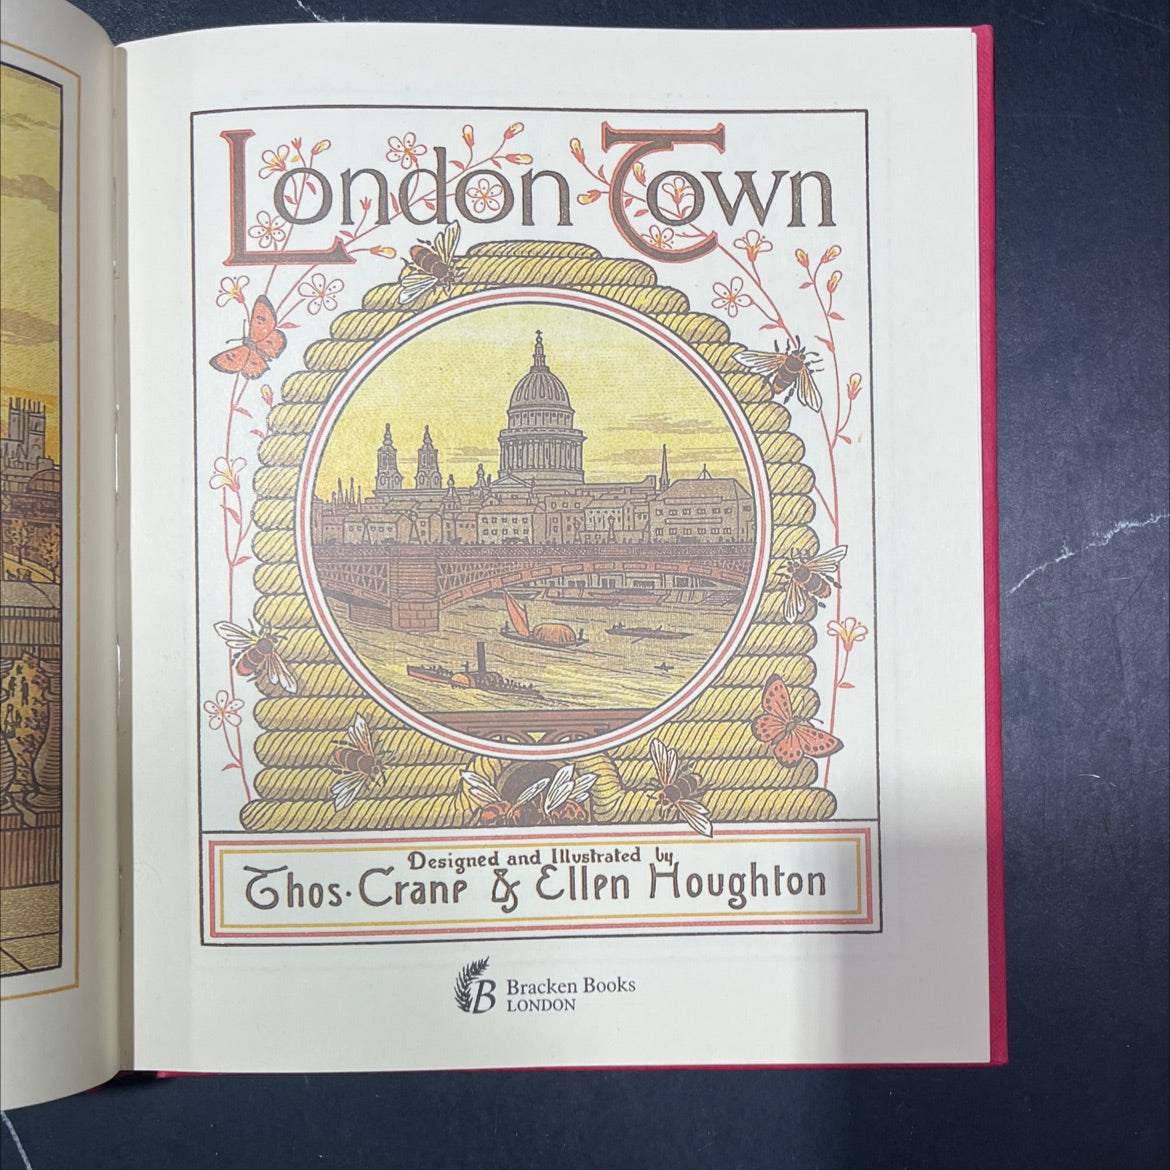 London Town
Designed and Illustrated by
Thos. Crane & Ellen Houghton
B Bracken Books
LONDON